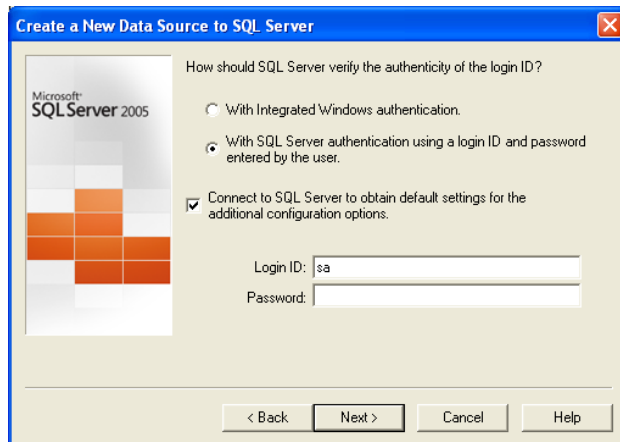 Create a New Data Source to SQL Server
Microsoft
SQL Server 2005
How should SQL Server verify the authenticity of the login ID?
With Integrated Windows authentication.
With SQL Server authentication using a login ID and password
entered by the user.
Connect to SQL Server to obtain default settings for the
additional configuration options.
Login ID: sa
Password:
< Back Next > Cancel Help